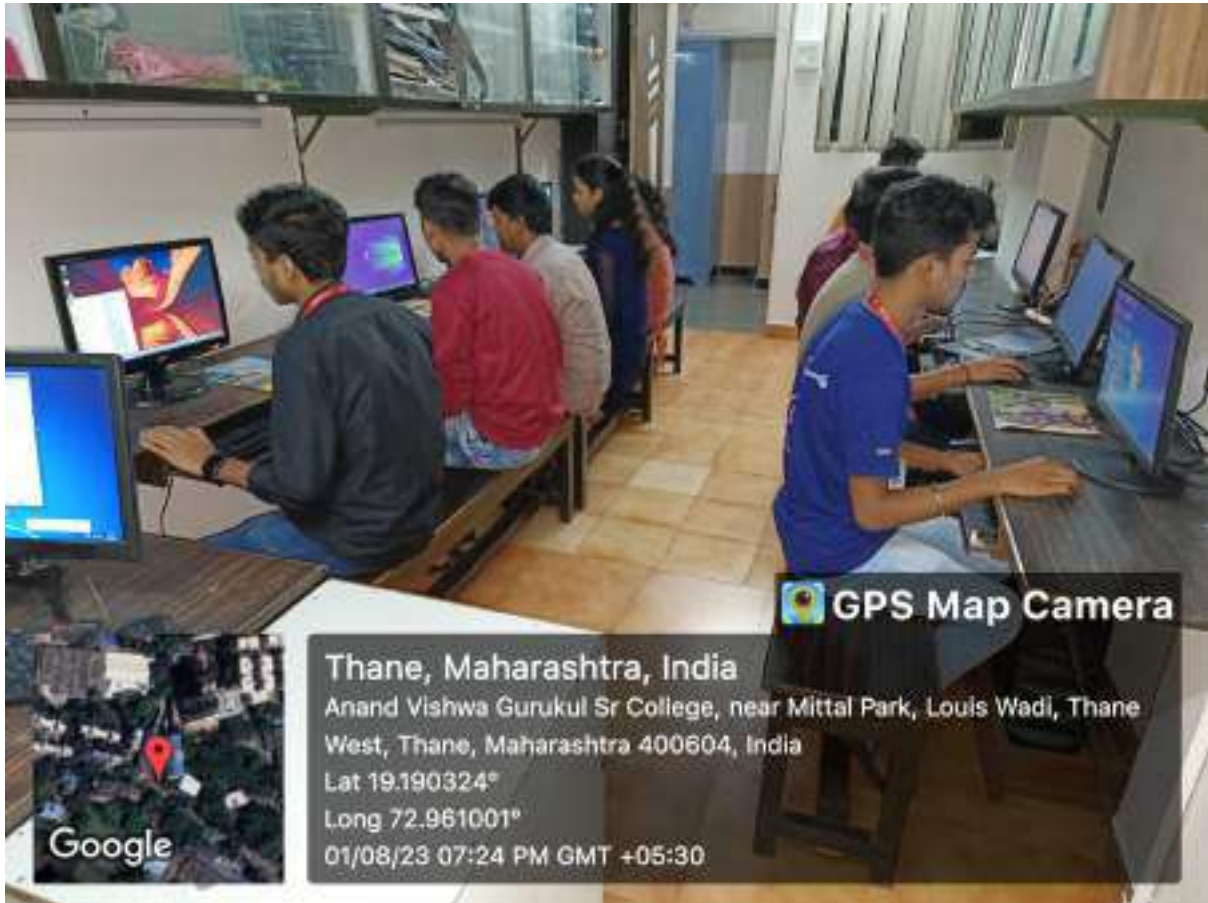 GPS Map Camera
Thane, Maharashtra, India
Anand Vishwa Gurukul Sr College, near Mittal Park, Louis Wadi, Thane
West, Thane, Maharashtra 400604, India
Lat 19.190324°
Long 72.961001°
01/08/23 07:24 PM GMT +05:30
Google